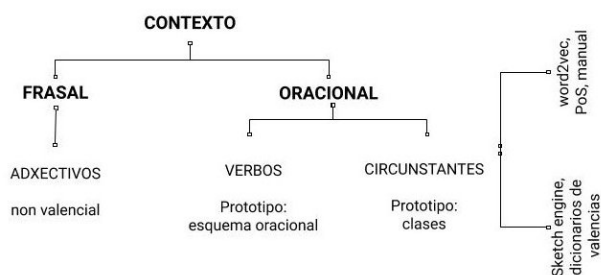 CONTEXTO
FRASAL
ORACIONAL
ADXECTIVOS
non valencial
VERBOS
Prototipo:
esquema oracional
CIRCUNSTANTES
Prototipo:
clases
word2vec,
PoS, manual
Sketch engine,
dicionarios de
valencias